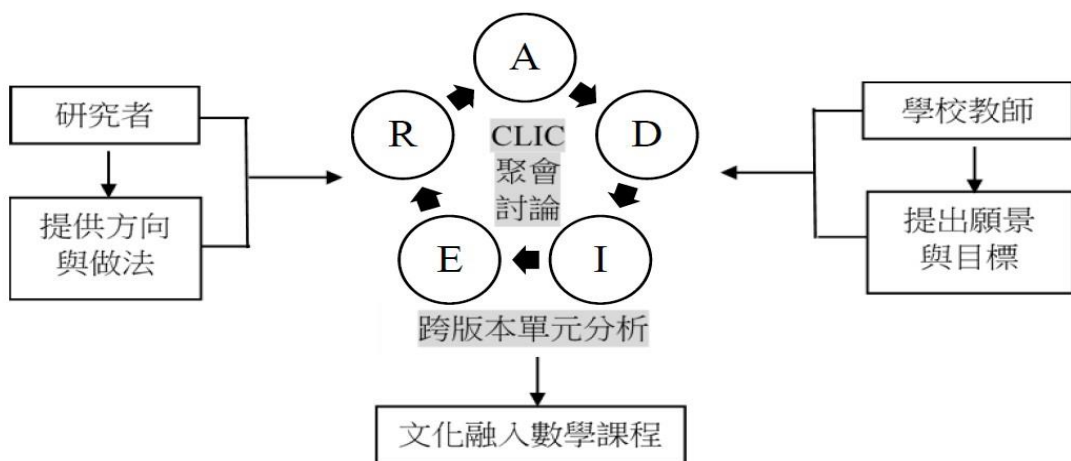 研究者
提供方向
與做法
A
D
I
E
R
CLIC
聚會
討論
跨版本單元分析
文化融入數學課程
學校教師
提出願景
與目標